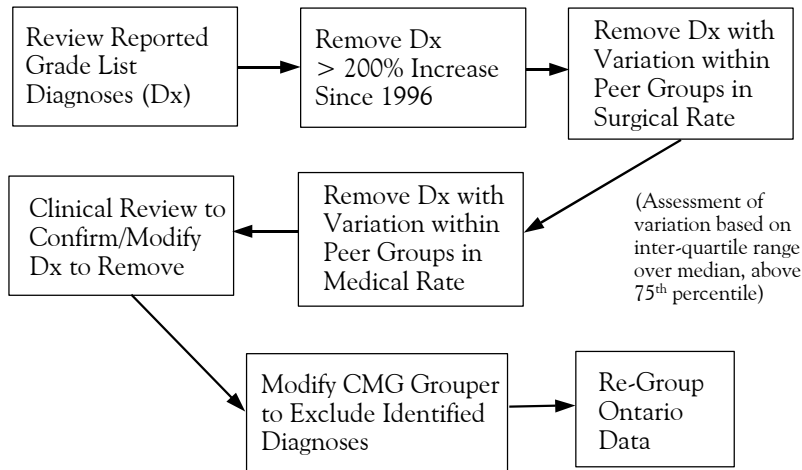 Review Reported
Grade List
Diagnoses (Dx)
Remove Dx
> 200% Increase
Since 1996
Remove Dx with
Variation within
Peer Groups in
Surgical Rate
Clinical Review to
Confirm/Modify
Dx to Remove
Remove Dx with
Variation within
Peer Groups in
Medical Rate
(Assessment of
variation based on
inter-quartile range
over median, above
75th percentile)
Modify CMG Grouper
to Exclude Identified
Diagnoses
Re-Group
Ontario
Data